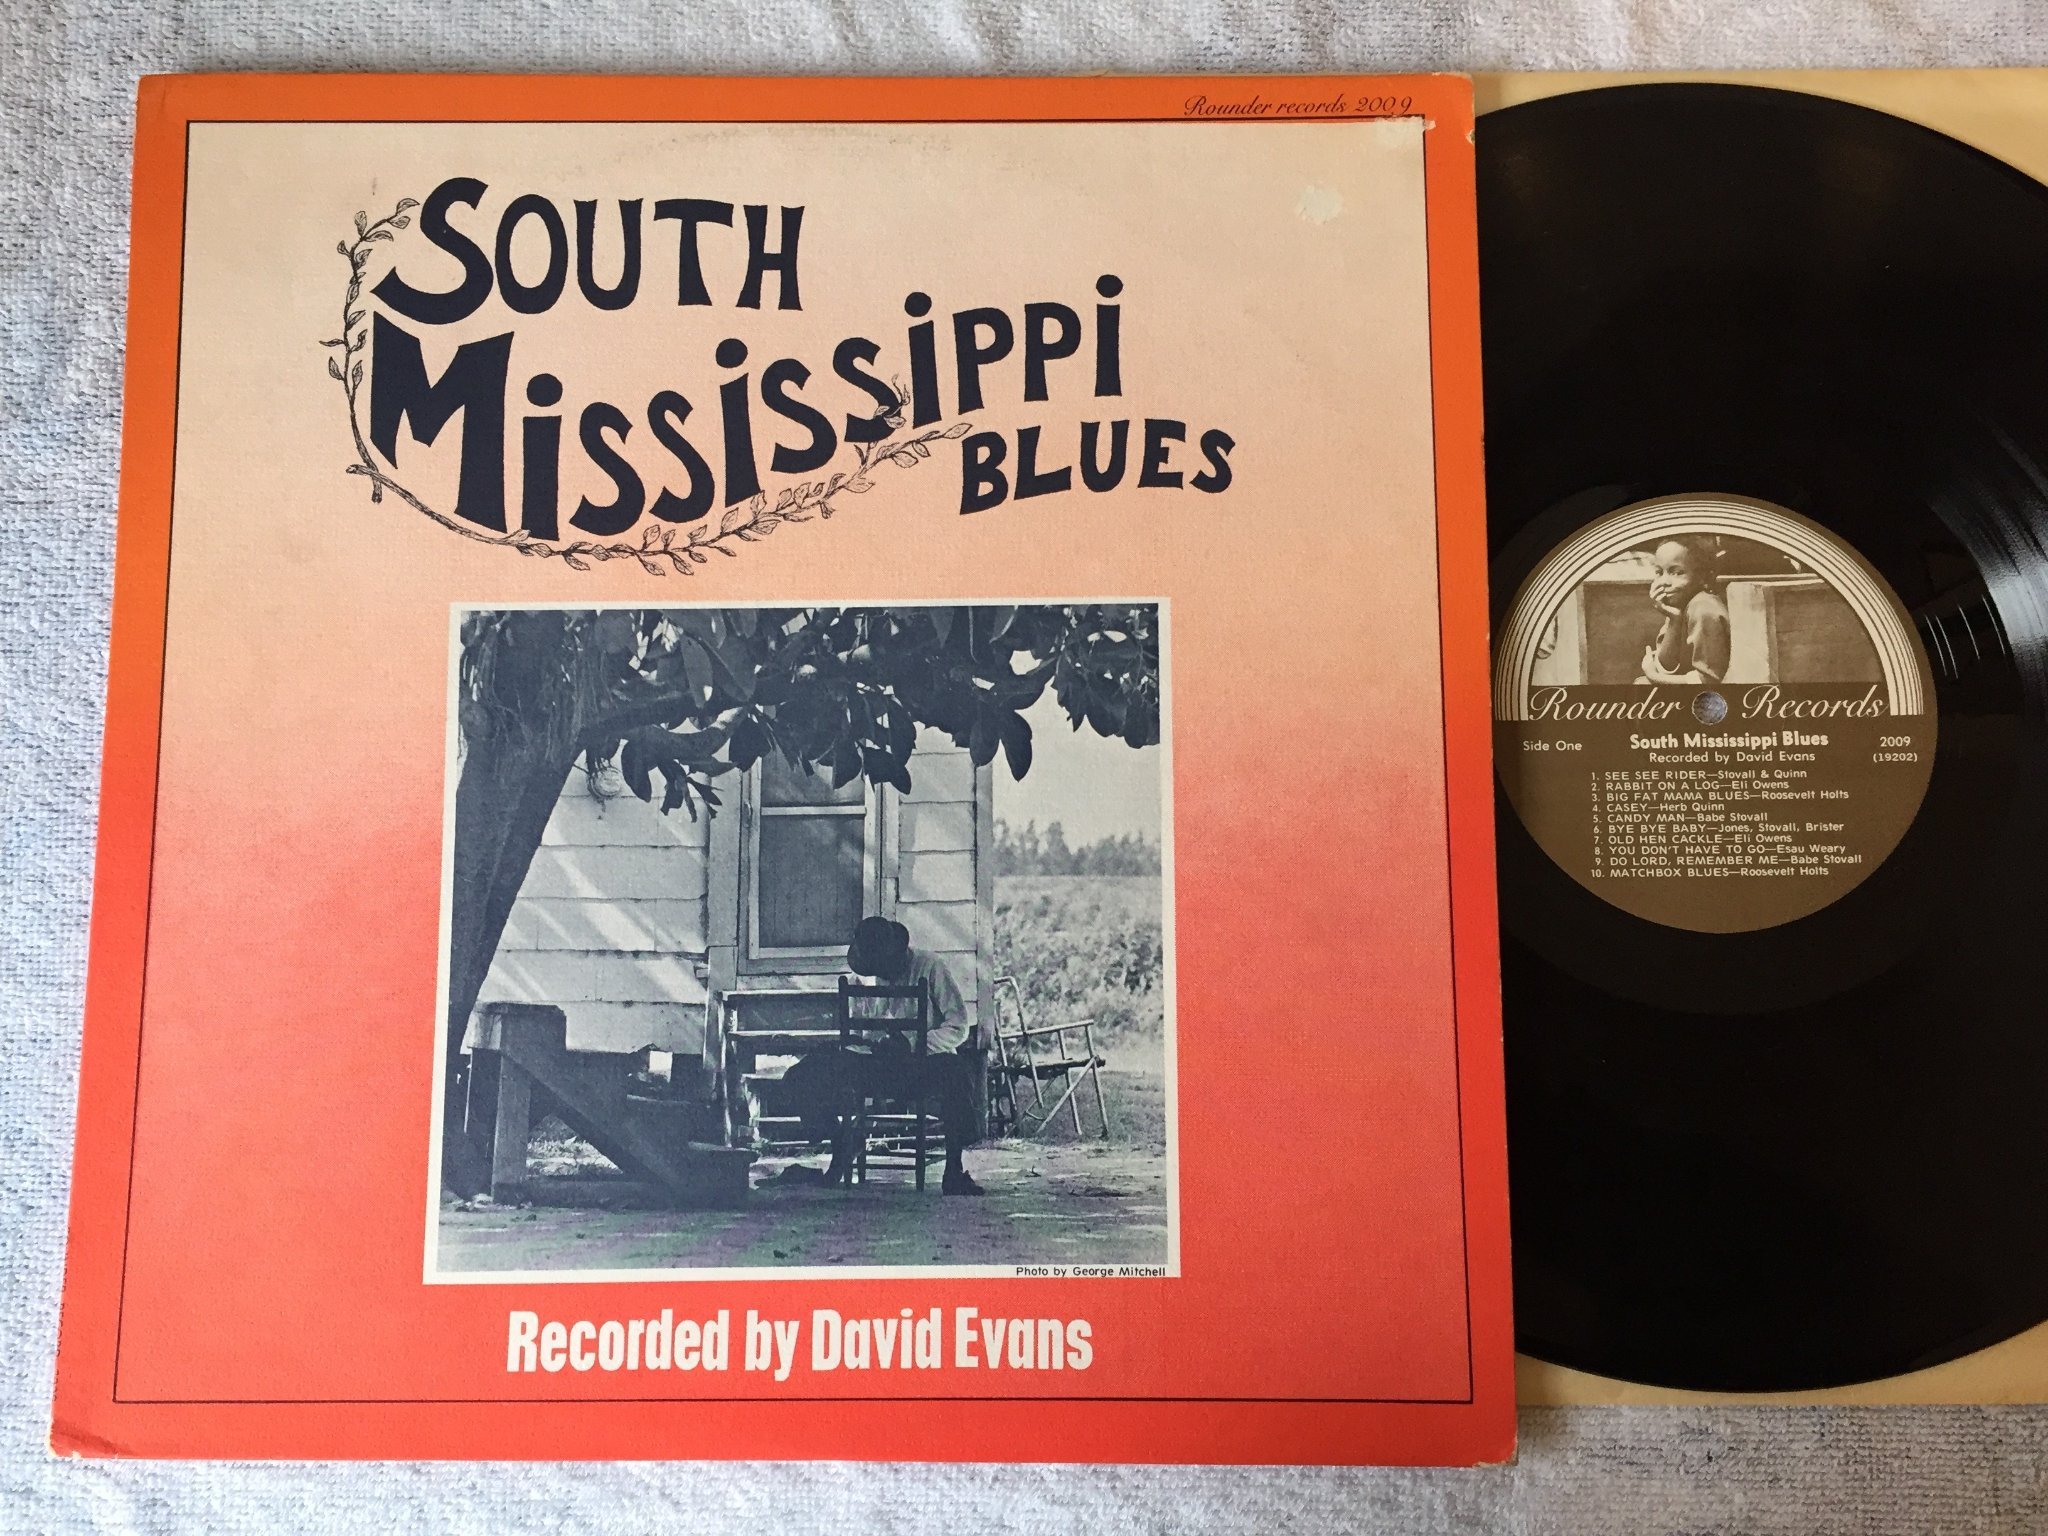 Rounder records 2009
SOUTH
MISSISSIPPI
BLUES
Photo by George Mitchell
Recorded by David Evans
Rounder Records
Side One
South Mississippi Blues
2009
Recorded by David Evans
(19202)
1. SEE SEE RIDER—Stovall & Quinn
2. RABBIT ON A LOG—Eli Owens
3. BIG FAT MAMA BLUES—Roosevelt Holts
4. CASEY—Herb Quinn
5. CANDY MAN—Babe Stovall
6. BYE BYE BABY—Jones, Stovall, Brister
7. OLD HEN CACKLE—Eli Owens
8. YOU DON'T HAVE TO GO—Esau Weary
9. DO LORD, REMEMBER ME—Babe Stovall
10. MATCHBOX BLUES—Roosevelt Holts